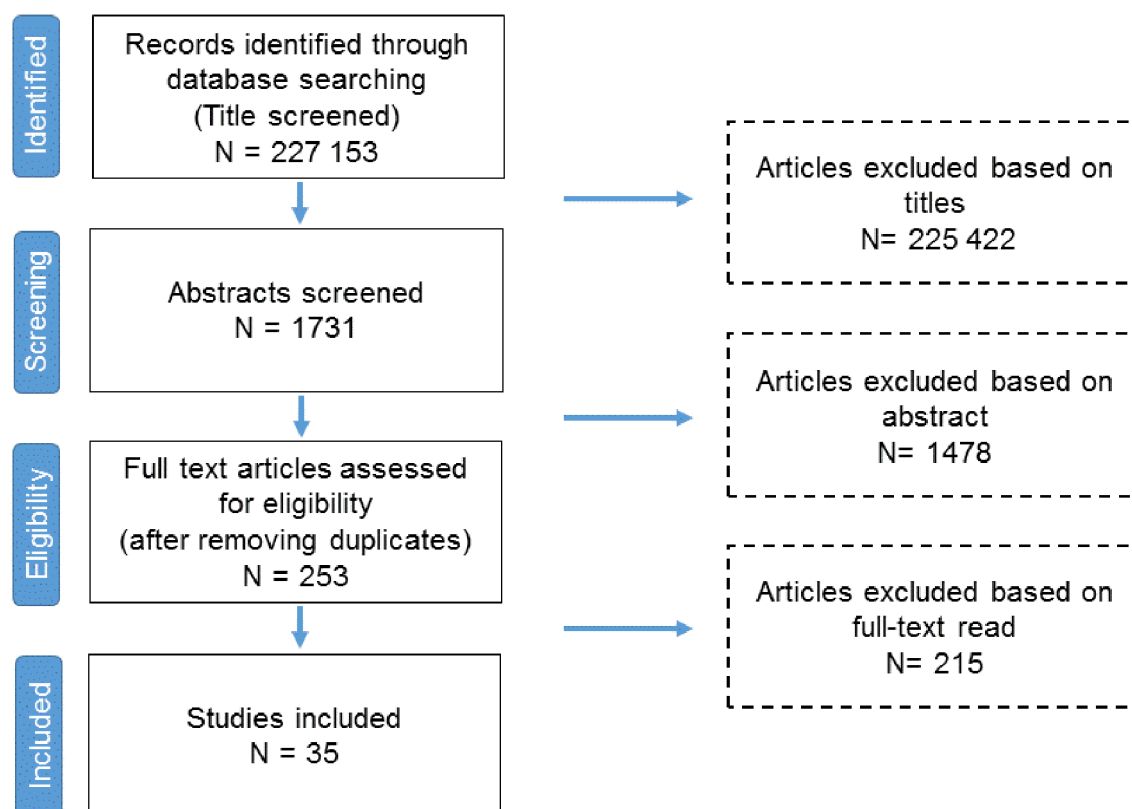 Identified
Records identified through
database searching
(Title screened)
N = 227 153
Articles excluded based on
titles
N= 225 422
Screening
Abstracts screened
N = 1731
Articles excluded based on
abstract
N= 1478
Eligibility
Full text articles assessed
for eligibility
(after removing duplicates)
N = 253
Articles excluded based on
full-text read
N= 215
Included
Studies included
N = 35